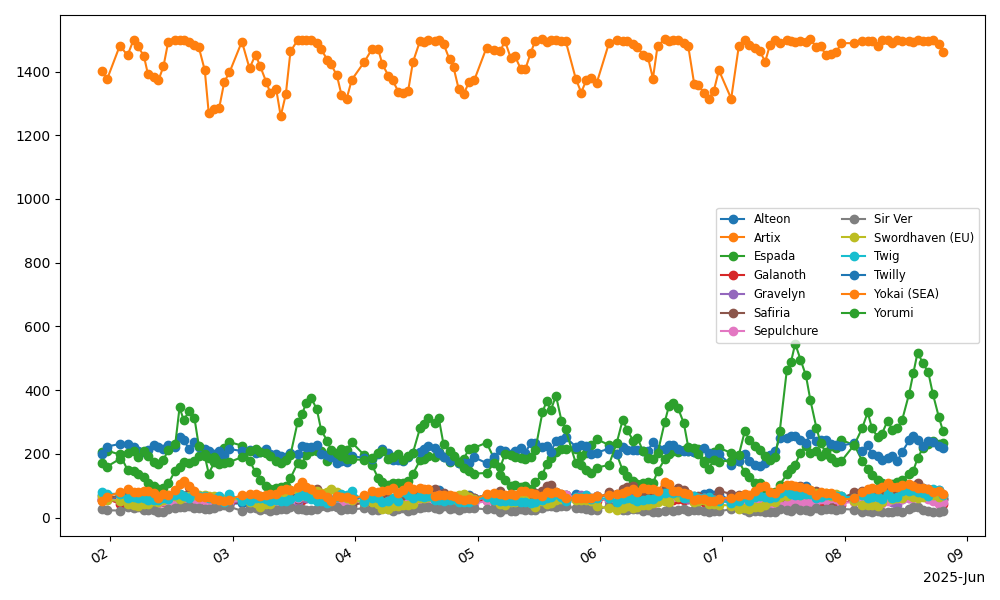 1400
1200
1000
800
600
400
200
0
Alteon
Artix
Espada
Galanoth
Gravelyn
Safiria
Sepulchure
Sir Ver
Swordhaven (EU)
Twig
Twilly
Yokai (SEA)
Yorumi
02
03
04
05
06
07
08
09
2025-Jun